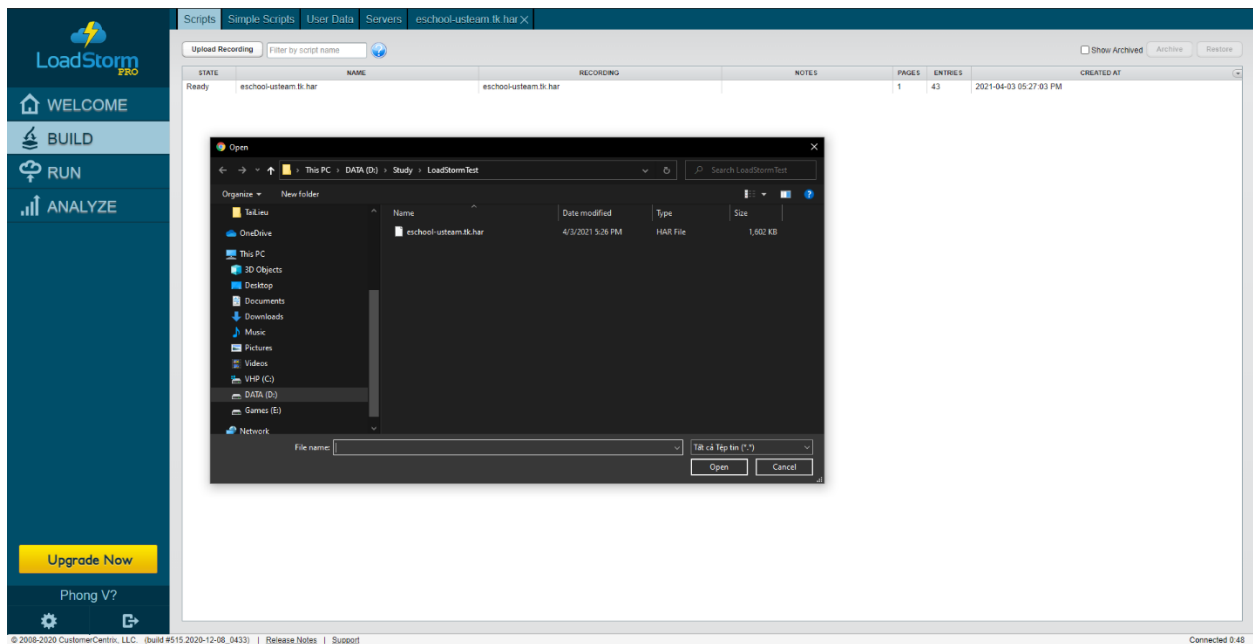 LoadStorm
PRO
WELCOME
BUILD
RUN
ANALYZE
Upgrade Now
Phong V?
Scripts Simple Scripts User Data Servers eschool-usteam.tk.har X
Upload Recording Filter by script name ? Show Archived Archive Restore
STATE NAME RECORDING NOTES PAGES ENTRIES CREATED AT
Ready eschool-usteam.tk.har eschool-usteam.tk.har 1 43 2021-04-03 05:27:03 PM
Open
This PC › DATA (D:) › Study › LoadStormTest Search LoadStormTest
Organize New folder ?
TaiLieu
OneDrive
This PC
3D Objects
Desktop
Documents
Downloads
Music
Pictures
Videos
VHP (C:)
DATA (D:)
Games (E:)
Network
Name Date modified Type Size
eschool-usteam.tk.har 4/3/2021 5:26 PM HAR File 1,602 KB
File name: Tất cả Tệp tin (*.*)
Open Cancel
© 2008-2020 CustomerCentrix, LLC. (build #515.2020-12-08_0433) | Release Notes | Support Connected 0:48